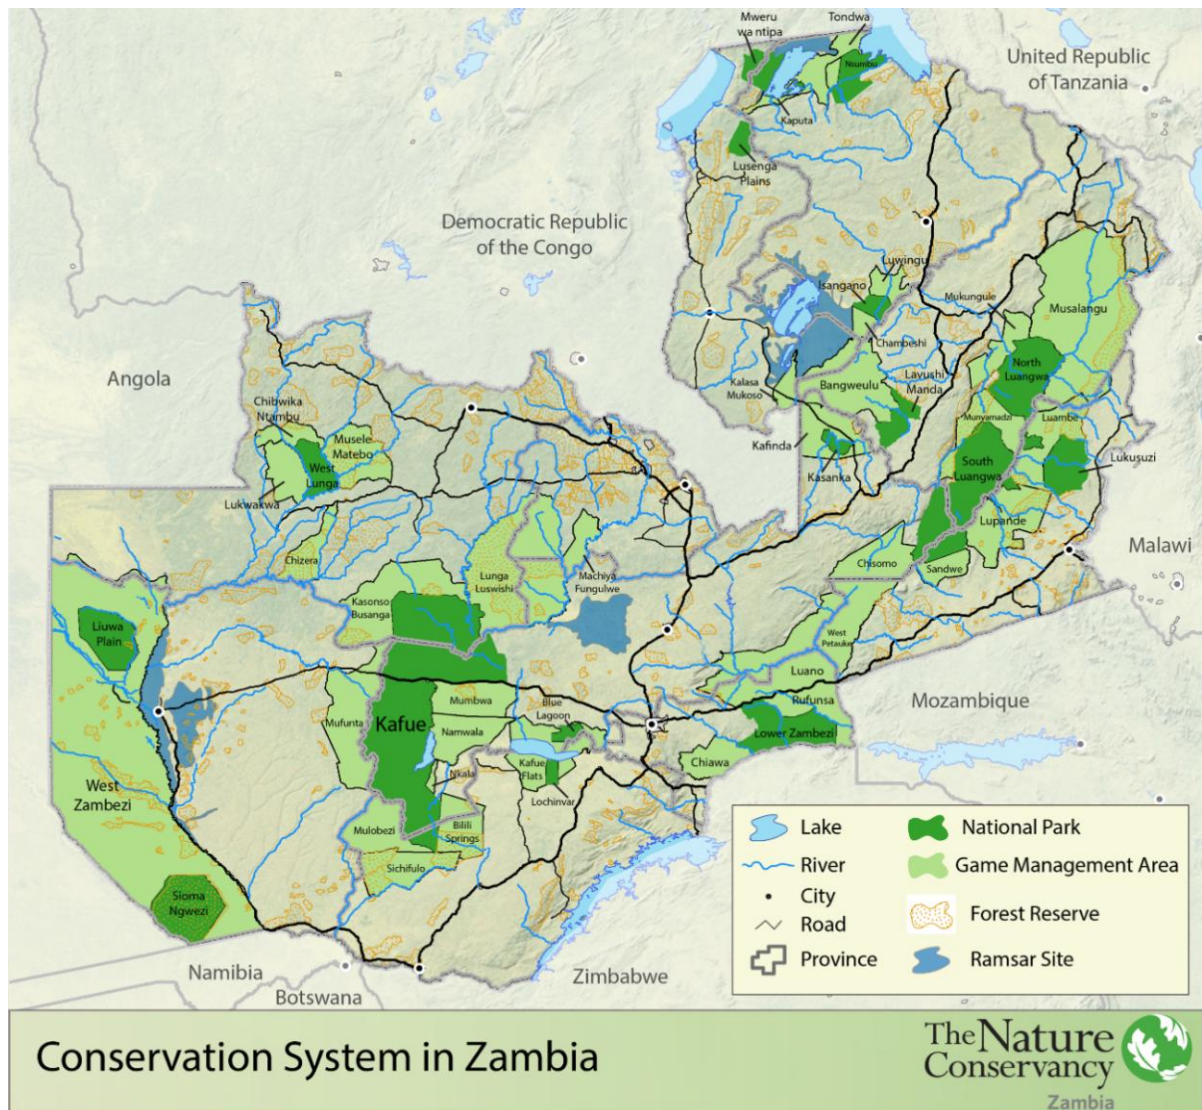 Mweru
wa ntipa
Tondwa
Nsumbu
United Republic
of Tanzania
Kaputa
Lusenga
Plains
Democratic Republic
of the Congo
Luwingu
Isangano
Mukungule
Musalangu
Chambeshi
North
Luangwa
Angola
Kalasa
Mukoso
Bangweulu
Lavushi
Manda
Chibwika
Ntambu
Musele
Matebo
Munyamadzi
Luambe
Kafinda
West
Lunga
Kasanka
South
Luangwa
Lukusuzi
Lukwakwa
Lupande
Malawi
Chizera
Lunga
Luswishi
Machiya
Fungulwe
Chisomo
Sandwe
Kasonso
Busanga
Liuwa
Plain
West
Petauke
Luano
Mozambique
Mumbwa
Blue
Lagoon
Rufunsa
Mufunta
Kafue
Namwala
Lower Zambezi
Kafue
Flats
Chiawa
Nkala
West
Zambezi
Lochinvar
Mulobezi
Bilili
Springs
Sichifulo
Sioma
Ngwezi
Namibia
Botswana
Zimbabwe
Lake
National Park
River
Game Management Area
City
Road
Forest Reserve
Province
Ramsar Site
Conservation System in Zambia
The Nature
Conservancy
Zambia